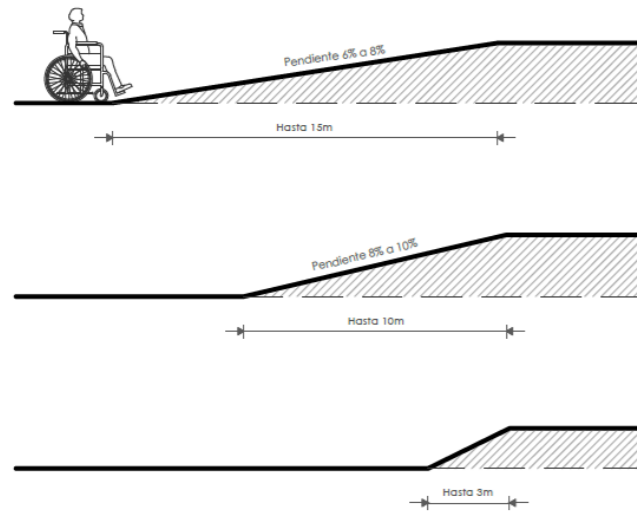 Pendiente 6% a 8%
Hasta 15m
Pendiente 8% a 10%
Hasta 10m
Hasta 3m